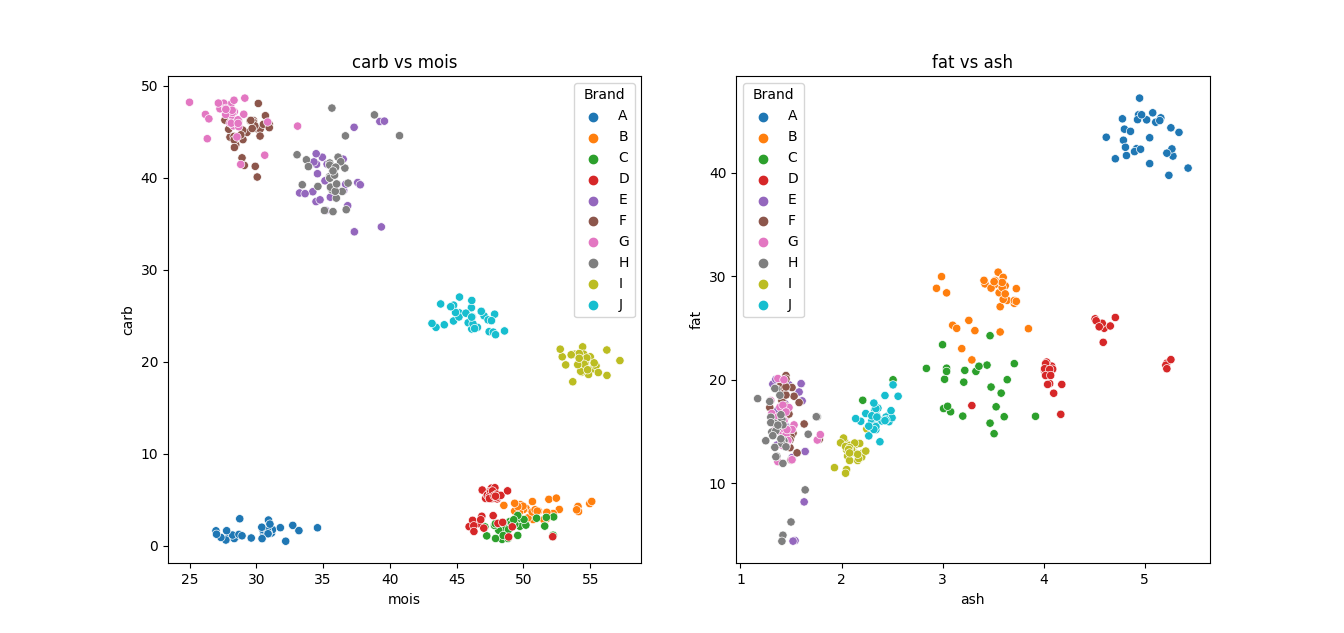 carb vs mois
carb
50
40
30
20
10
0
25 30 35 40 45 50 55
mois
Brand
A
B
C
D
E
F
G
H
I
J
fat vs ash
fat
40
30
20
10
1 2 3 4 5
ash
Brand
A
B
C
D
E
F
G
H
I
J